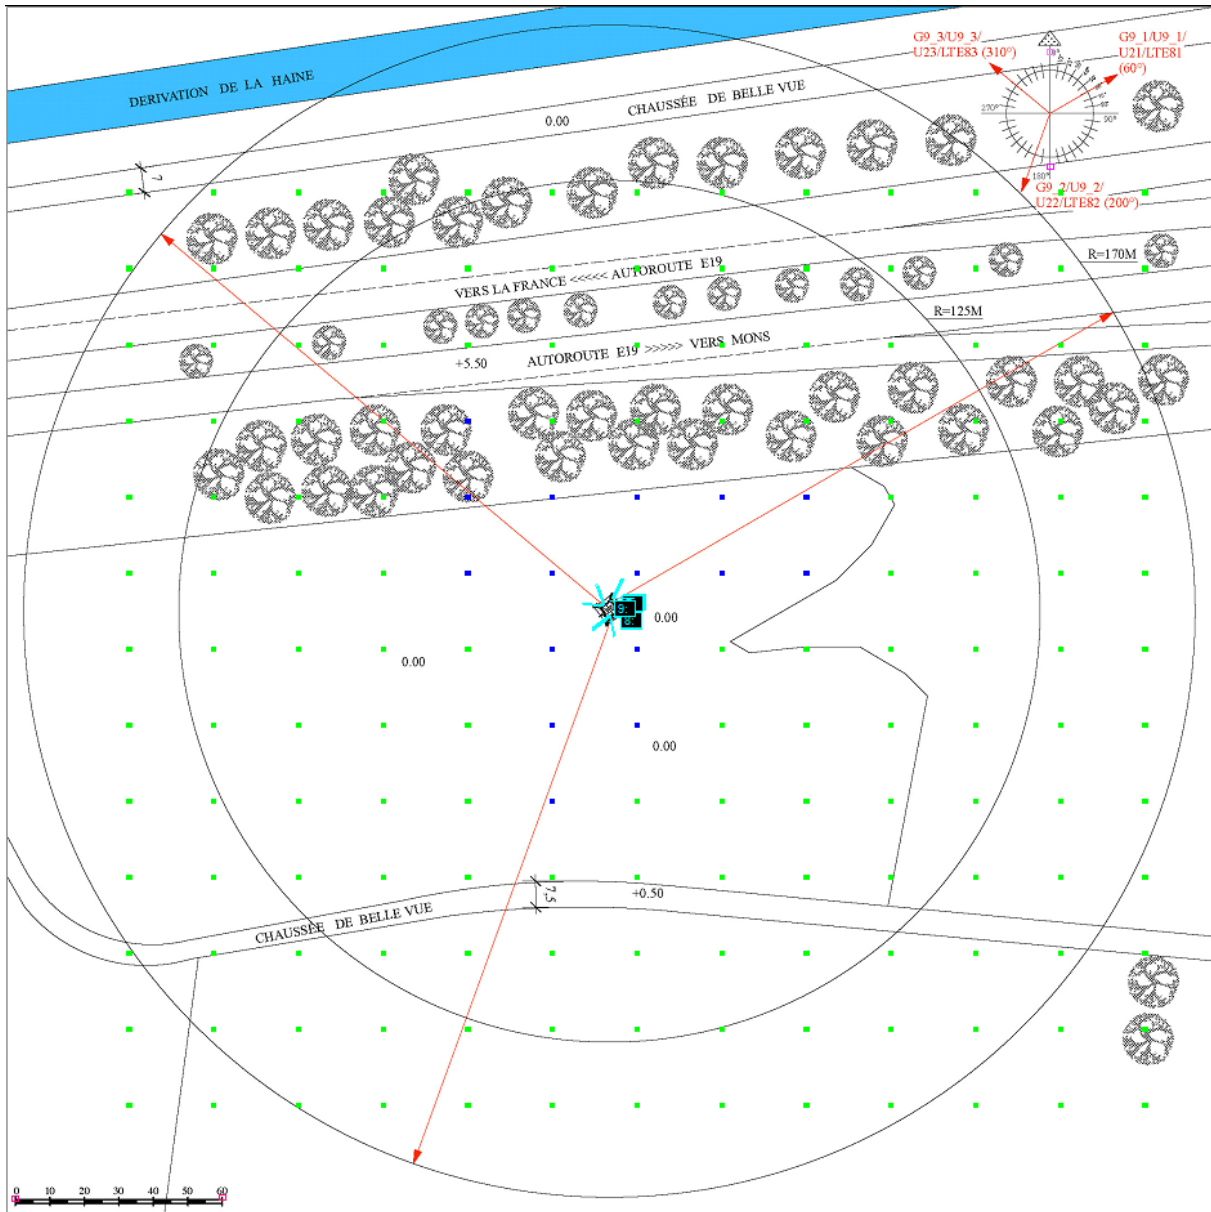 G9_3/U9_3/
U23/LTE83 (310°)
G9_1/U9_1/
U21/LTE81
(60°)
270°
90°
180°
G9_2/U9_2/
U22/LTE82 (200°)
DERIVATION DE LA HAINE
CHAUSSÉE DE BELLE VUE
0.00
7
R=170M
VERS LA FRANCE <<<<< AUTOROUTE E19
R=125M
AUTOROUTE E19 >>>>> VERS MONS
+5.50
9:
8:
0.00
0.00
0.00
7,5
+0.50
CHAUSSÉE DE BELLE VUE
0 10 20 30 40 50 60